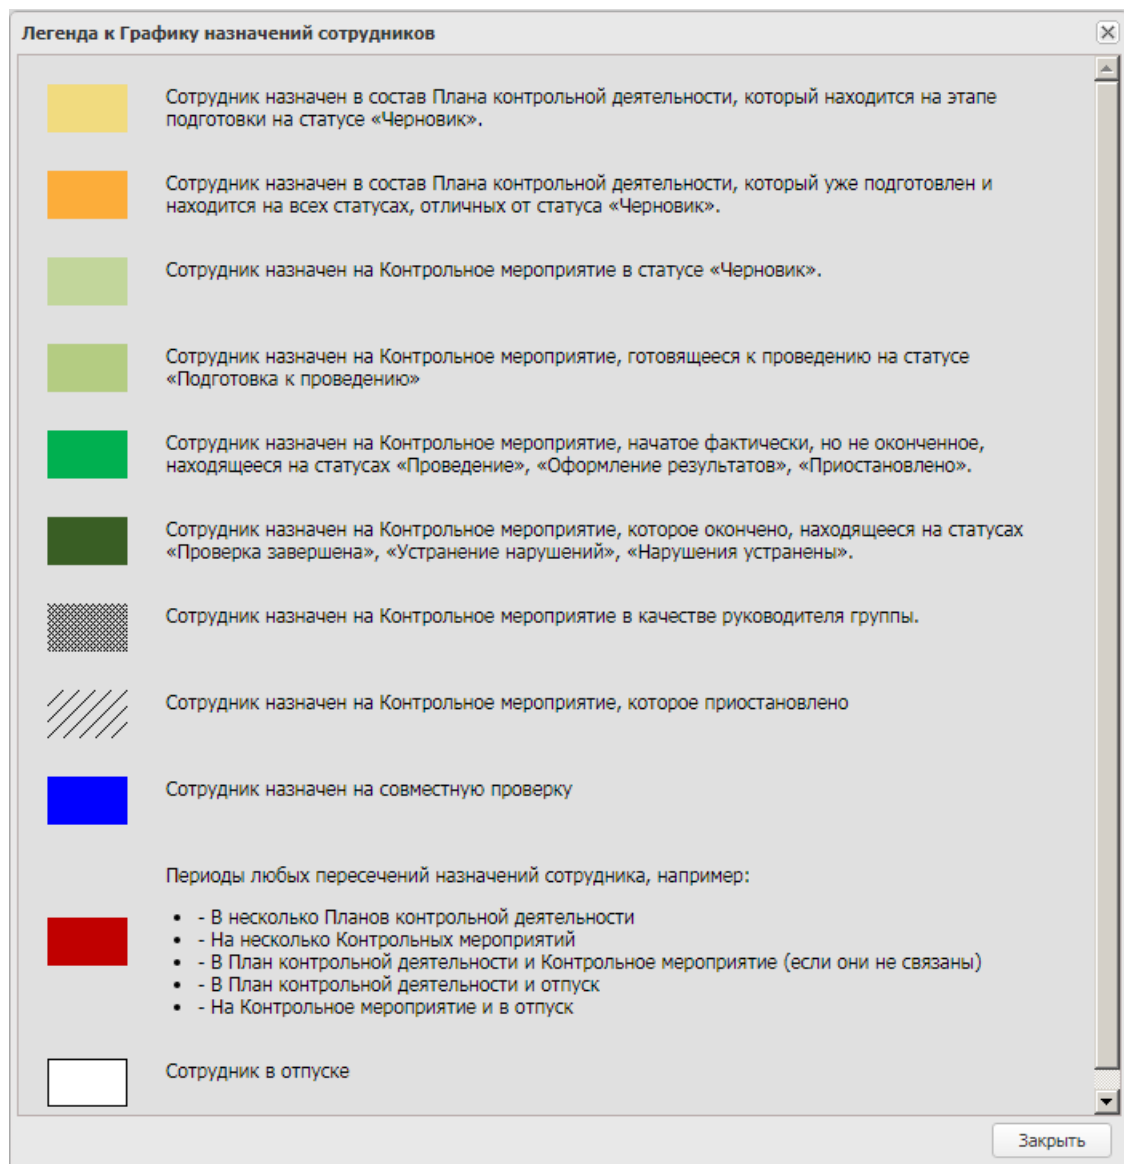 Легенда к Графику назначений сотрудников
Сотрудник назначен в состав Плана контрольной деятельности, который находится на этапе
подготовки на статусе «Черновик».
Сотрудник назначен в состав Плана контрольной деятельности, который уже подготовлен и
находится на всех статусах, отличных от статуса «Черновик».
Сотрудник назначен на Контрольное мероприятие в статусе «Черновик».
Сотрудник назначен на Контрольное мероприятие, готовящееся к проведению на статусе
«Подготовка к проведению»
Сотрудник назначен на Контрольное мероприятие, начатое фактически, но не оконченное,
находящееся на статусах «Проведение», «Оформление результатов», «Приостановлено».
Сотрудник назначен на Контрольное мероприятие, которое окончено, находящееся на статусах
«Проверка завершена», «Устранение нарушений», «Нарушения устранены».
Сотрудник назначен на Контрольное мероприятие в качестве руководителя группы.
Сотрудник назначен на Контрольное мероприятие, которое приостановлено
Сотрудник назначен на совместную проверку
Периоды любых пересечений назначений сотрудника, например:
• - В несколько Планов контрольной деятельности
• - На несколько Контрольных мероприятий
• - В План контрольной деятельности и Контрольное мероприятие (если они не связаны)
• - В План контрольной деятельности и отпуск
• - На Контрольное мероприятие и в отпуск
Сотрудник в отпуске
Закрыть